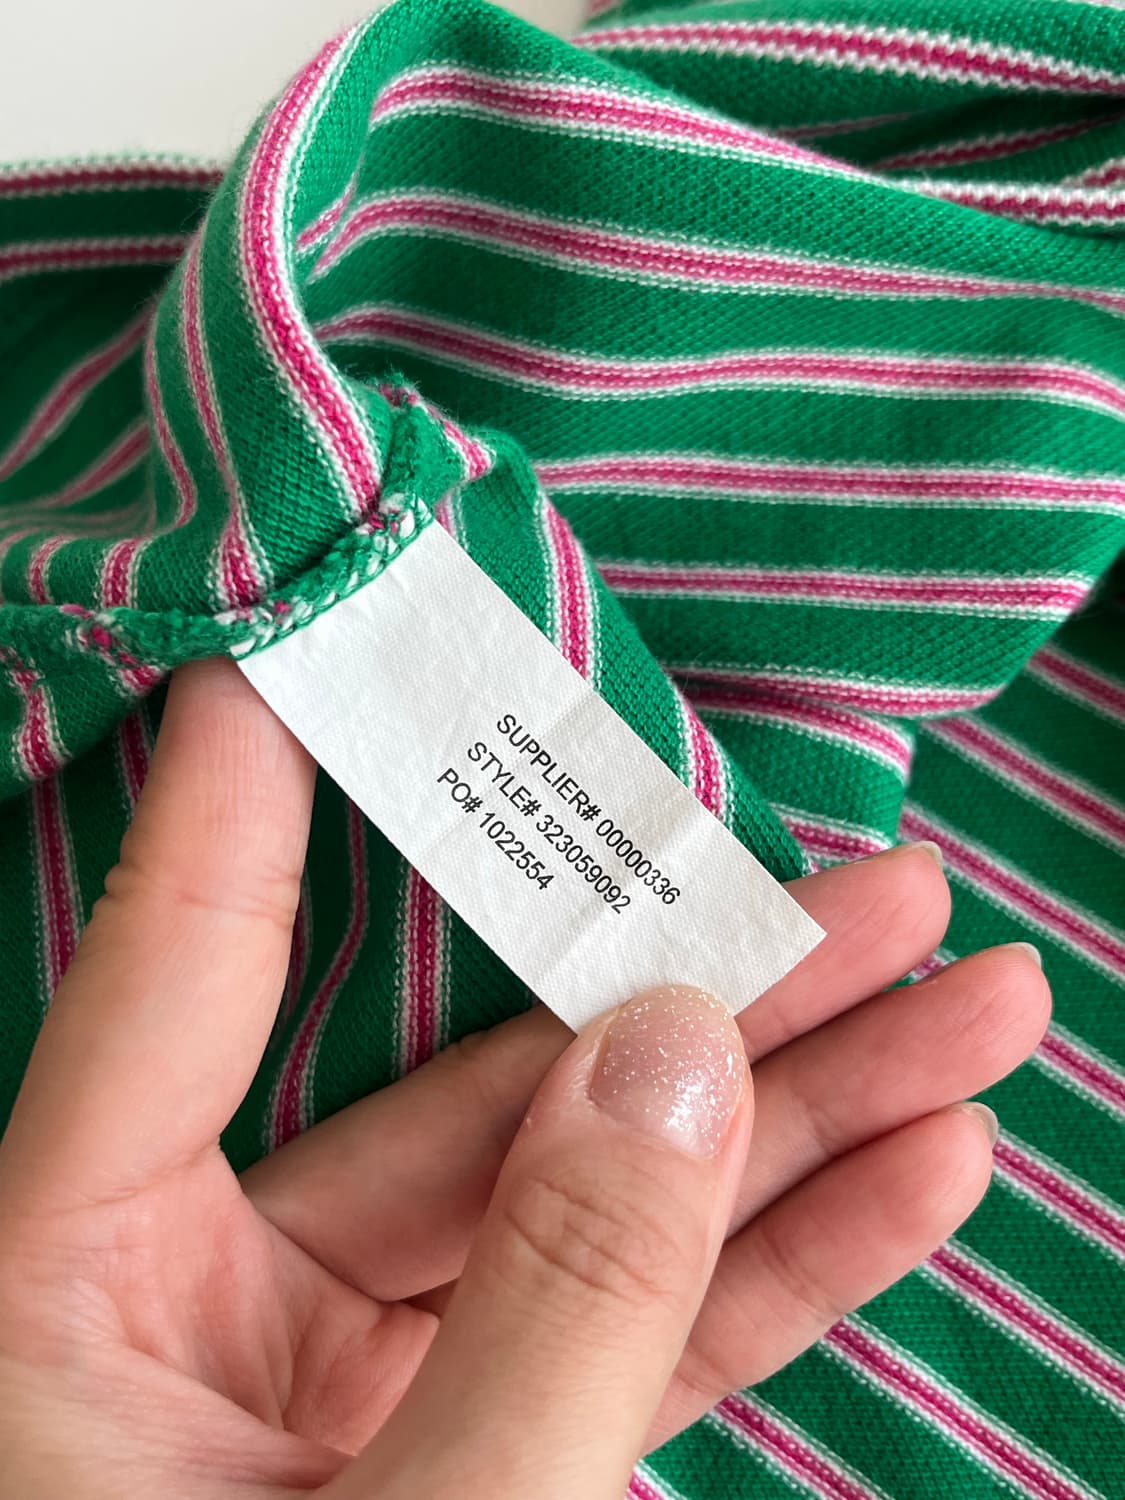 SUPPLIER# 00000336
STYLE# 323059092
PO# 1022554